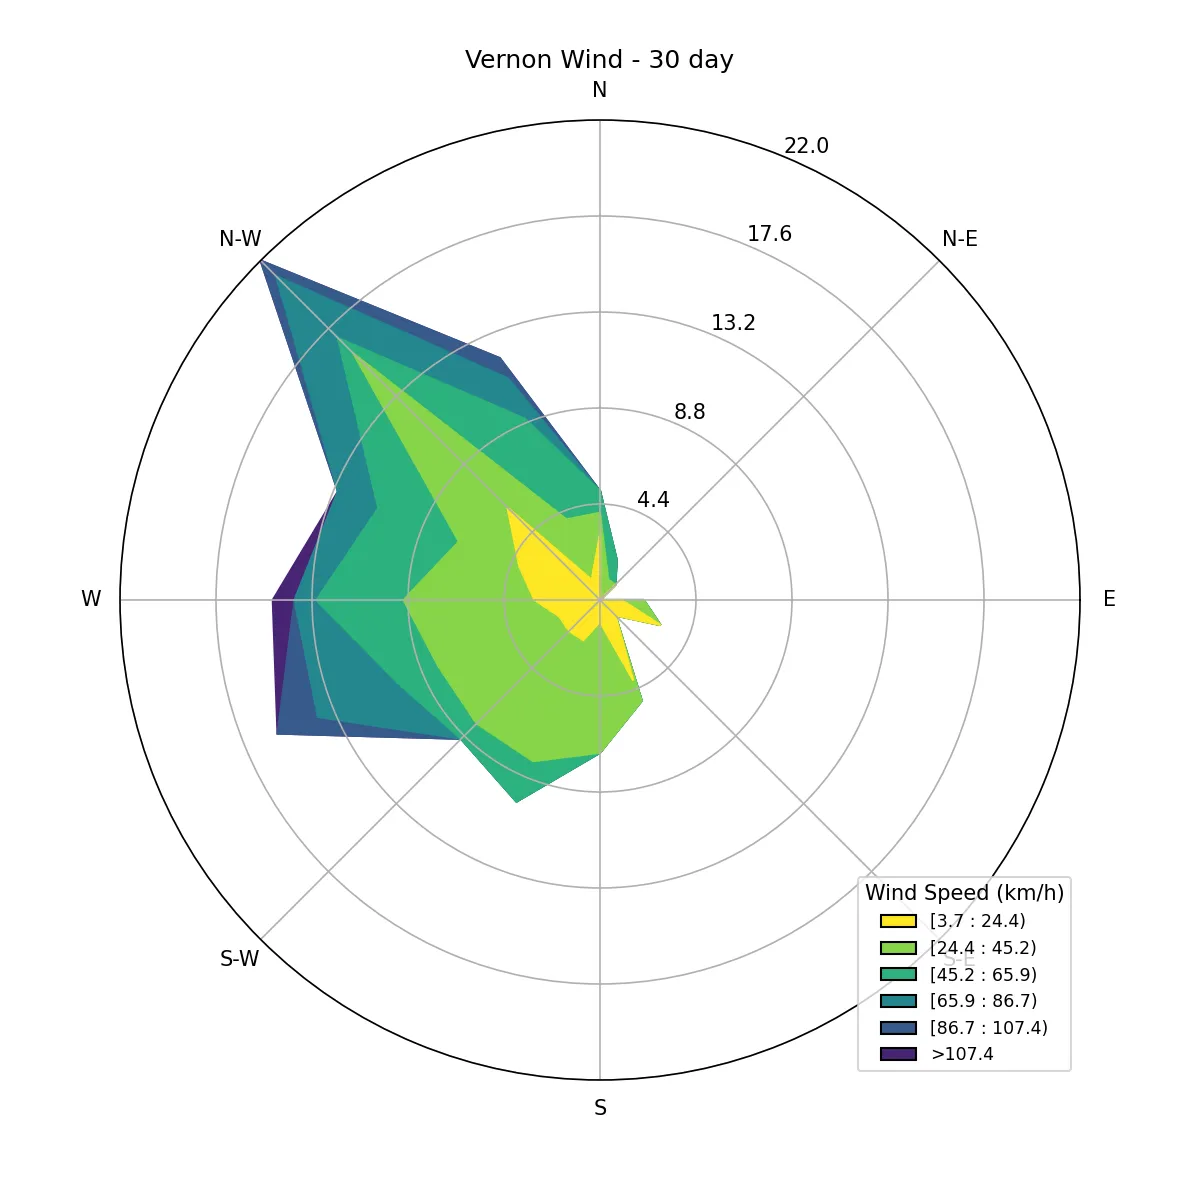 Vernon Wind - 30 day
N
22.0
N-W
17.6
N-E
13.2
8.8
4.4
W
E
Wind Speed (km/h)
[3.7 : 24.4)
[24.4 : 45.2)
S-W
S-E
[45.2 : 65.9)
[65.9 : 86.7)
[86.7 : 107.4)
>107.4
S